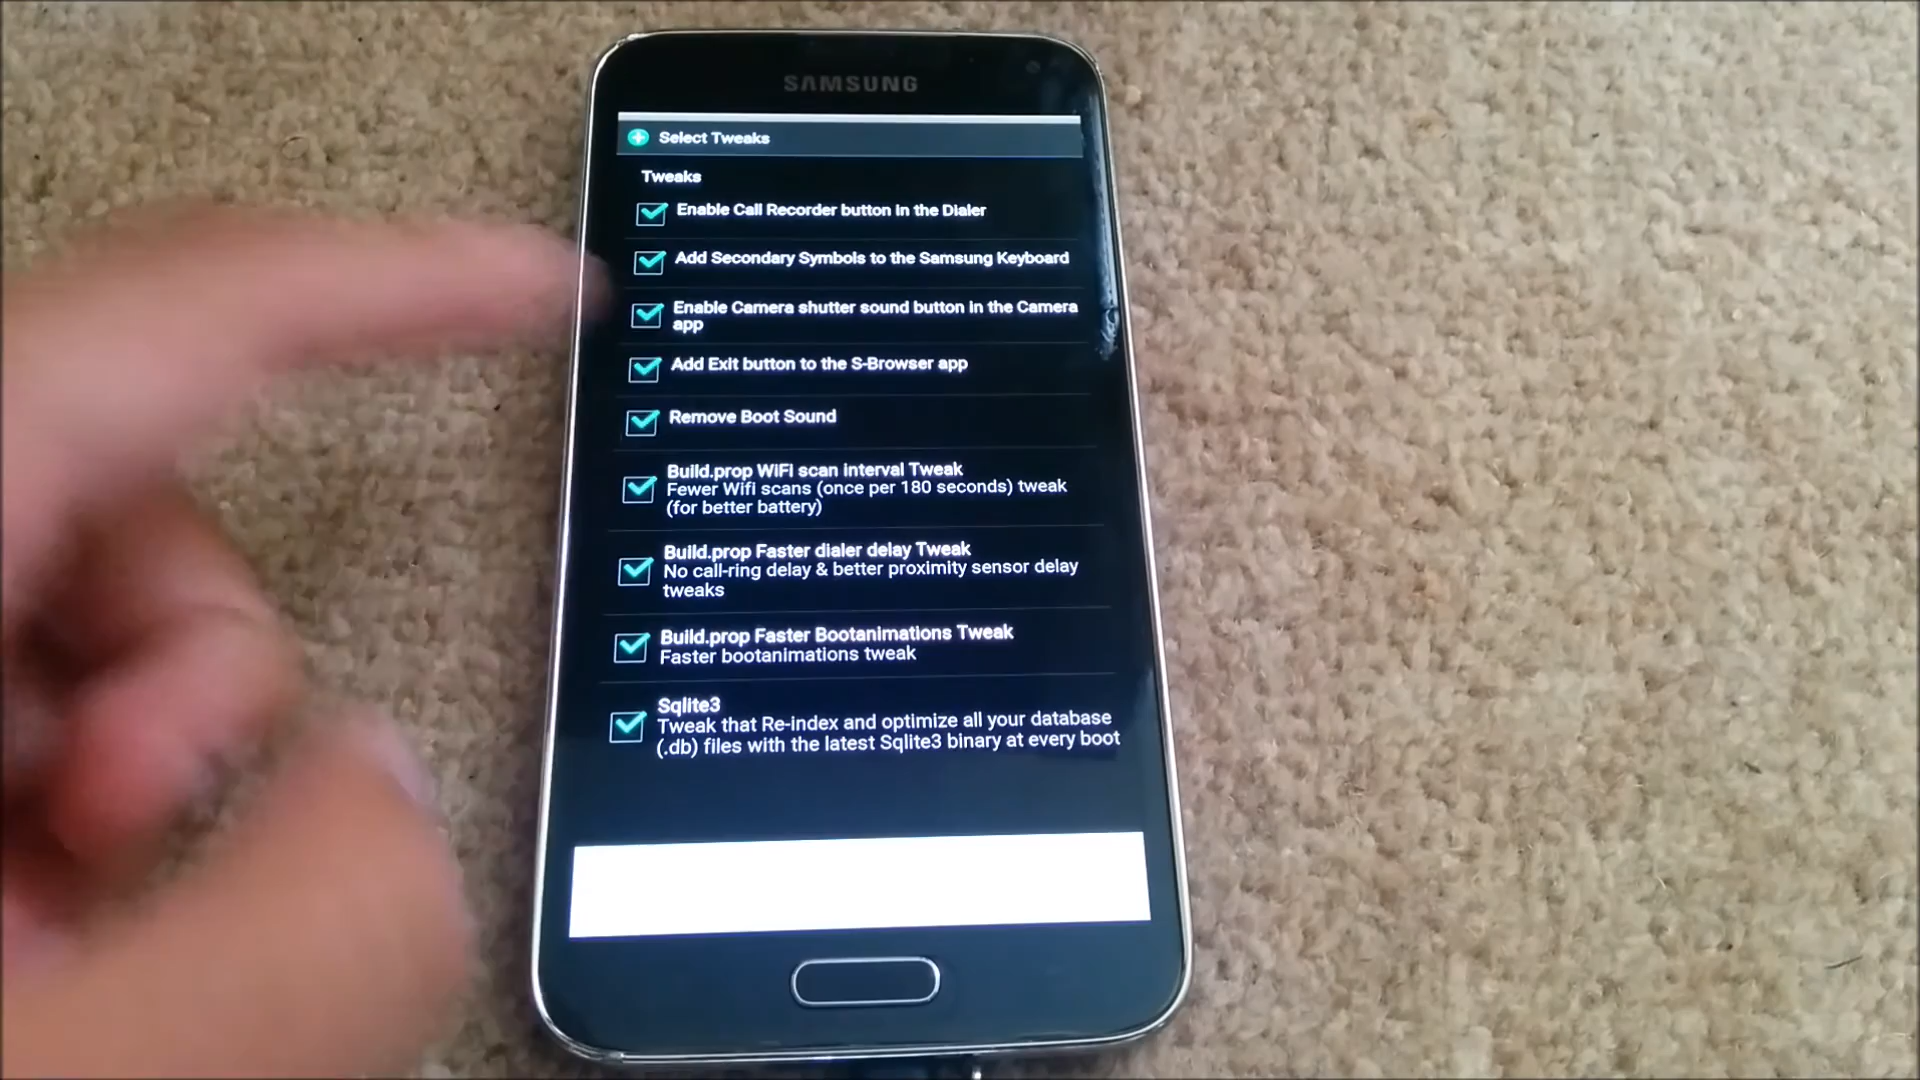 SAMSUNG
Select Tweaks
Tweaks
Enable Call Recorder button in the Dialer
Add Secondary Symbols to the Samsung Keyboard
Enable Camera shutter sound button in the Camera
app
Add Exit button to the S-Browser app
Remove Boot Sound
Build.prop WiFi scan interval Tweak
Fewer Wifi scans (once per 180 seconds) tweak
(for better battery)
Build.prop Faster dialer delay Tweak
No call-ring delay & better proximity sensor delay
tweaks
Build.prop Faster Bootanimations Tweak
Faster bootanimations tweak
Sqlite3
Tweak that Re-index and optimize all your database
(.db) files with the latest Sqlite3 binary at every boot